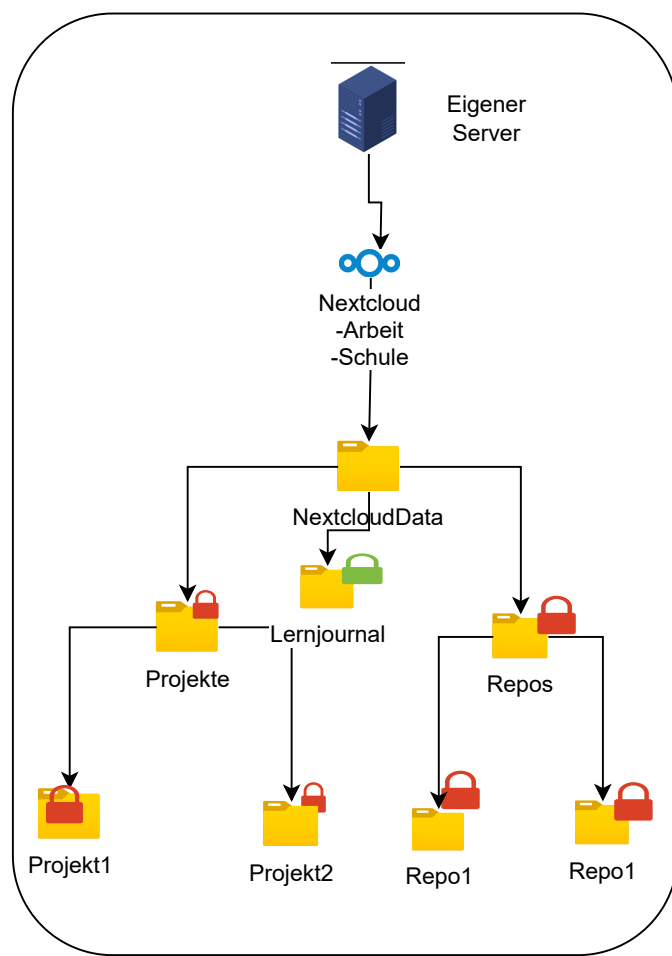 Eigener
Server
Nextcloud
-Arbeit
-Schule
NextcloudData
Lernjournal
Projekte
Repos
Projekt1
Projekt2
Repo1
Repo1